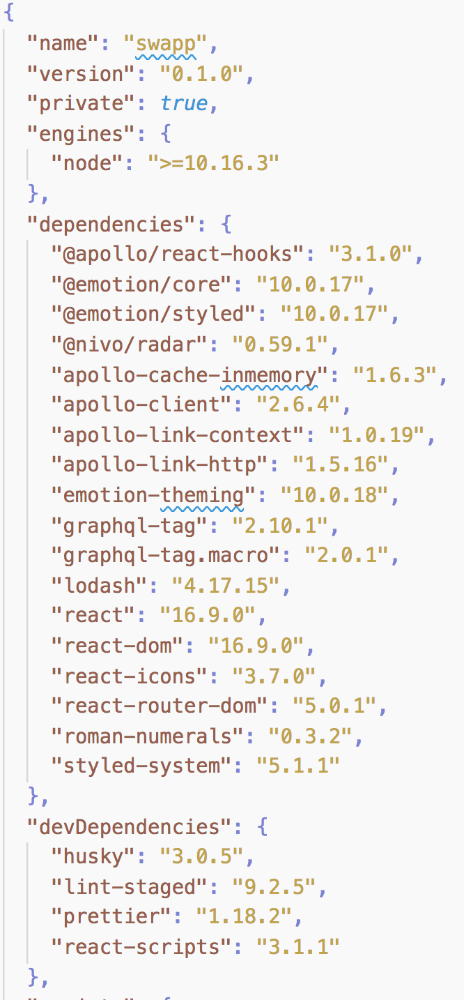 {
  "name": "swapp",
  "version": "0.1.0",
  "private": true,
  "engines": {
    "node": ">=10.16.3"
  },
  "dependencies": {
    "@apollo/react-hooks": "3.1.0",
    "@emotion/core": "10.0.17",
    "@emotion/styled": "10.0.17",
    "@nivo/radar": "0.59.1",
    "apollo-cache-inmemory": "1.6.3",
    "apollo-client": "2.6.4",
    "apollo-link-context": "1.0.19",
    "apollo-link-http": "1.5.16",
    "emotion-theming": "10.0.18",
    "graphql-tag": "2.10.1",
    "graphql-tag.macro": "2.0.1",
    "lodash": "4.17.15",
    "react": "16.9.0",
    "react-dom": "16.9.0",
    "react-icons": "3.7.0",
    "react-router-dom": "5.0.1",
    "roman-numerals": "0.3.2",
    "styled-system": "5.1.1"
  },
  "devDependencies": {
    "husky": "3.0.5",
    "lint-staged": "9.2.5",
    "prettier": "1.18.2",
    "react-scripts": "3.1.1"
  },